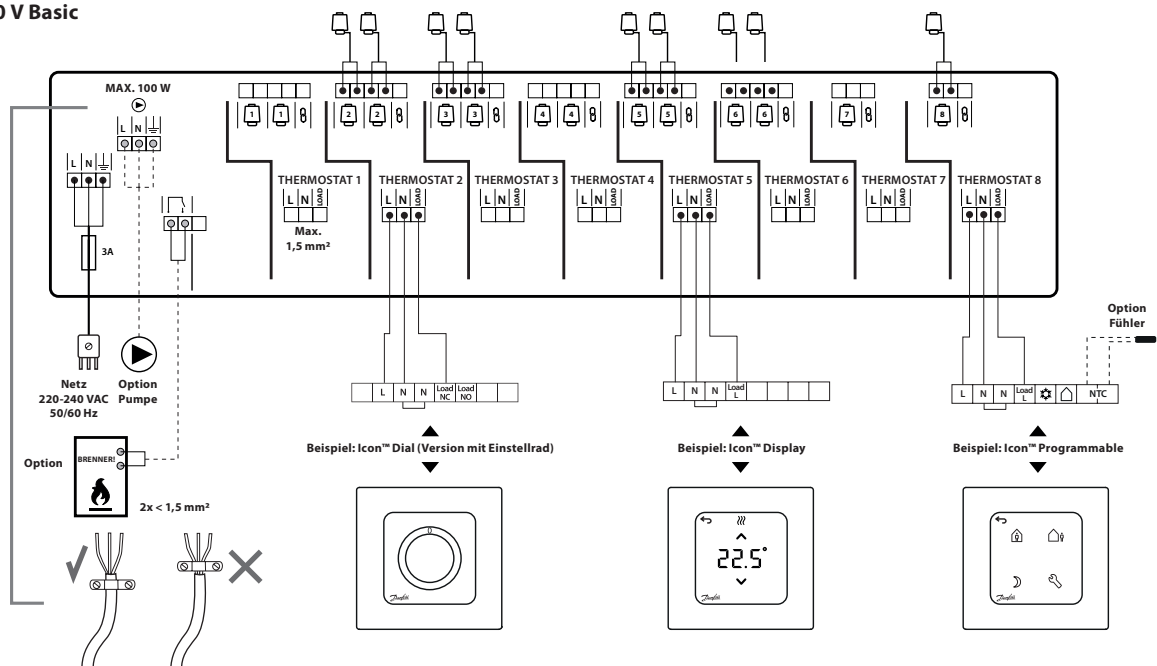 0 V Basic
MAX. 100 W
L N
L N
3A
1 1 2 2 3 3 4 4 5 5 6 6 7 8
THERMOSTAT 1
L N LOAD
Max.
1,5 mm²
THERMOSTAT 2
L N LOAD
THERMOSTAT 3
L N LOAD
THERMOSTAT 4
L N LOAD
THERMOSTAT 5
L N LOAD
THERMOSTAT 6
L N LOAD
THERMOSTAT 7
L N LOAD
THERMOSTAT 8
L N LOAD
Option
Fühler
Netz
220-240 VAC
50/60 Hz
Option
Pumpe
L N N Load NC Load NO
L N N Load L
L N N Load L NTC
Beispiel: Icon™ Dial (Version mit Einstellrad)
Beispiel: Icon™ Display
Beispiel: Icon™ Programmable
Option
BRENNER!
2x < 1,5 mm²
0
22.5°
Danfoss
Danfoss
Danfoss